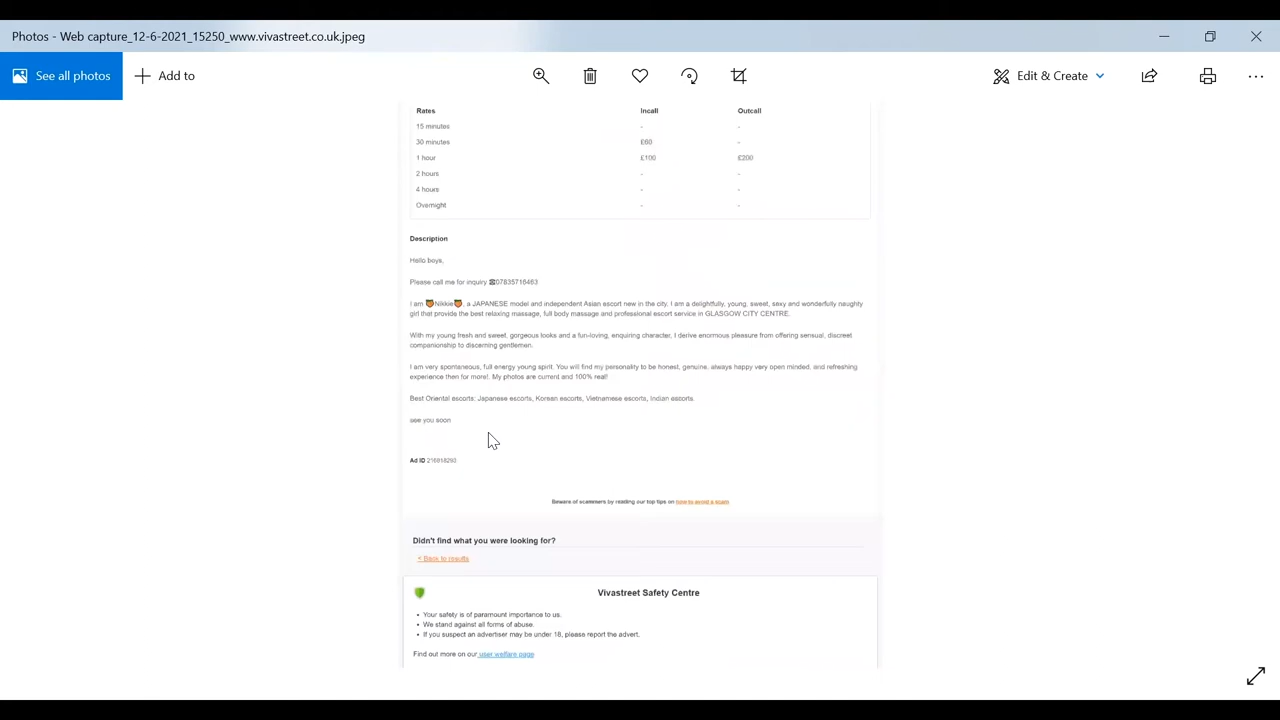 Photos - Web capture_12-6-2021_15250_www.vivastreet.co.uk.jpeg
See all photos
Add to
Edit & Create
Rates Incall Outcall
15 minutes - -
30 minutes £60 -
1 hour £100 £200
2 hours - -
4 hours - -
Overnight - -
Description
Hello boys,
Please call me for inquiry ☎07835716463
I am 🍑Nikkie🍑, a JAPANESE model and independent Asian escort new in the city. I am a delightfully, young, sweet, sexy and wonderfully naughty
girl that provide the best relaxing massage, full body massage and professional escort service in GLASGOW CITY CENTRE.
With my young fresh and sweet, gorgeous looks and a fun-loving, enquiring character, I derive enormous pleasure from offering sensual, discreet
companionship to discerning gentlemen.
I am very spontaneous, full energy young spirit. You will find my personality to be honest, genuine, always happy very open minded, and refreshing
experience then for more!. My photos are current and 100% real!
Best Oriental escorts; Japanese escorts, Korean escorts, Vietnamese escorts, Indian escorts.
see you soon
Ad ID
Beware of scammers by reading our top tips on how to avoid a scam
Didn't find what you were looking for?
< Back to results
Vivastreet Safety Centre
• Your safety is of paramount importance to us.
• We stand against all forms of abuse.
• If you suspect an advertiser may be under 18, please report the advert.
Find out more on our user welfare page